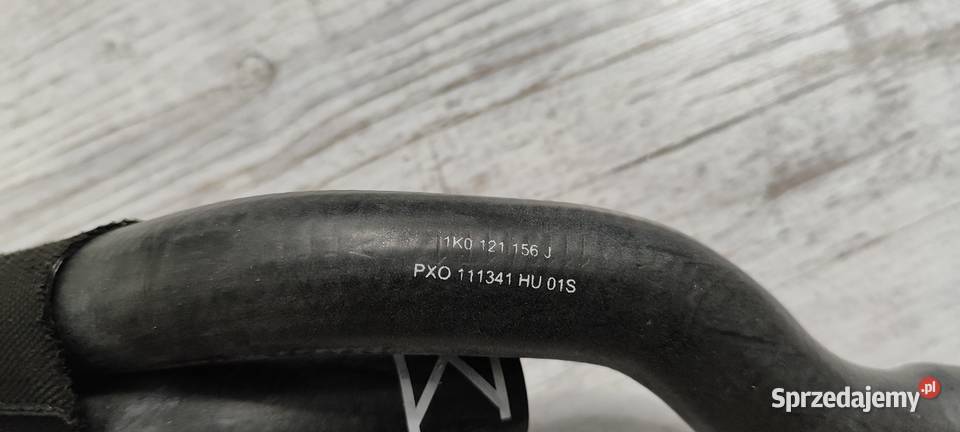 1K0 121 156 J
PXO 111341 HU 01S
Sprzedajemy.pl